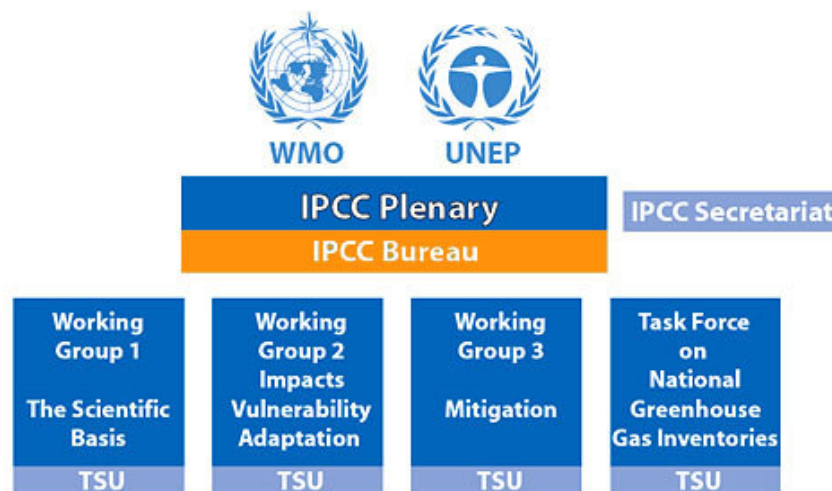 WMO
UNEP
IPCC Plenary
IPCC Secretariat
IPCC Bureau
Working
Group 1
The Scientific
Basis
TSU
Working
Group 2
Impacts
Vulnerability
Adaptation
TSU
Working
Group 3
Mitigation
TSU
Task Force
on
National
Greenhouse
Gas Inventories
TSU